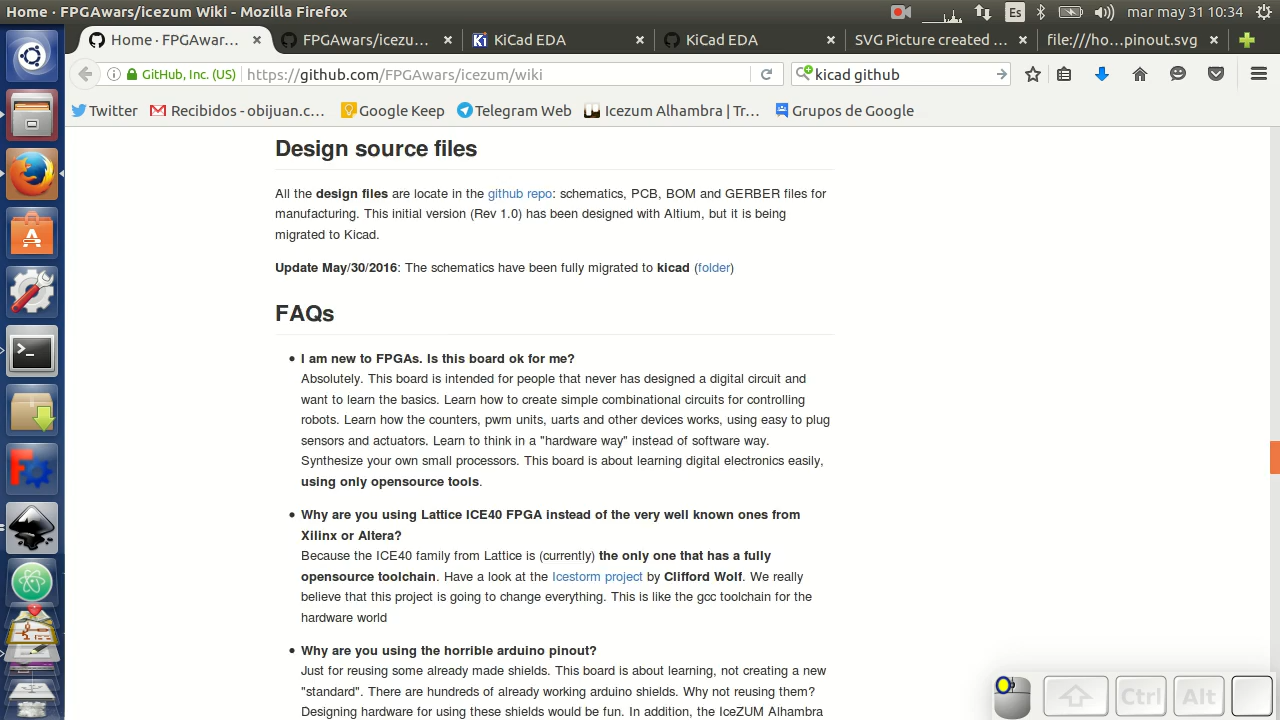 Home · FPGAwars/icezum Wiki - Mozilla Firefox
Es
mar may 31 10:34
Home · FPGAwar...
FPGAwars/icezu...
KiCad EDA
KiCad EDA
SVG Picture created ...
file:///ho...pinout.svg
GitHub, Inc. (US)
https://github.com/FPGAwars/icezum/wiki
kicad github
Twitter
Recibidos - obijuan.c...
Google Keep
Telegram Web
Icezum Alhambra | Tr...
Grupos de Google
Design source files
All the design files are locate in the github repo: schematics, PCB, BOM and GERBER files for
manufacturing. This initial version (Rev 1.0) has been designed with Altium, but it is being
migrated to Kicad.
Update May/30/2016: The schematics have been fully migrated to kicad (folder)
FAQs
I am new to FPGAs. Is this board ok for me?
Absolutely. This board is intended for people that never has designed a digital circuit and
want to learn the basics. Learn how to create simple combinational circuits for controlling
robots. Learn how the counters, pwm units, uarts and other devices works, using easy to plug
sensors and actuators. Learn to think in a "hardware way" instead of software way.
Synthesize your own small processors. This board is about learning digital electronics easily,
using only opensource tools.
Why are you using Lattice ICE40 FPGA instead of the very well known ones from
Xilinx or Altera?
Because the ICE40 family from Lattice is (currently) the only one that has a fully
opensource toolchain. Have a look at the Icestorm project by Clifford Wolf. We really
believe that this project is going to change everything. This is like the gcc toolchain for the
hardware world
Why are you using the horrible arduino pinout?
Just for reusing some already made shields. This board is about learning, not creating a new
"standard". There are hundreds of already working arduino shields. Why not reusing them?
Designing hardware for using these shields would be fun. In addition, the IceZUM Alhambra
Ctrl
Alt